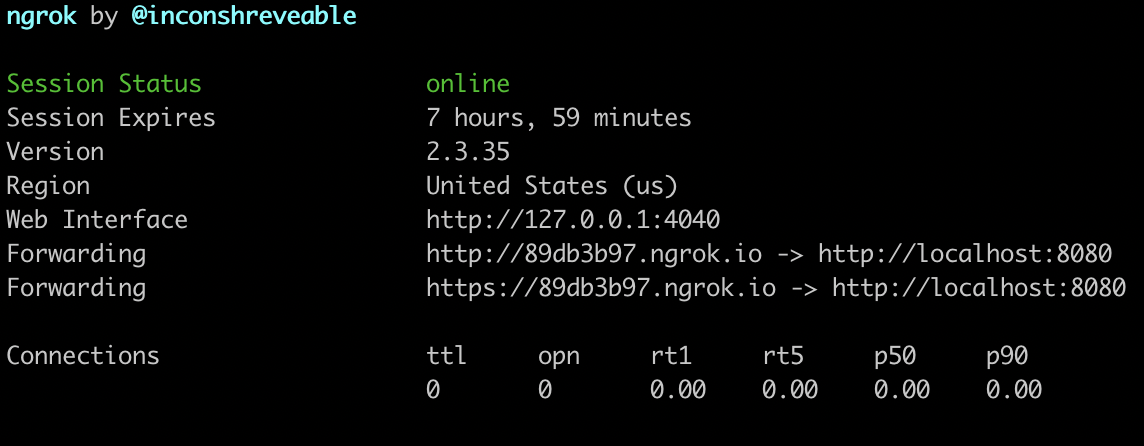 ngrok by @inconshreveable
Session Status online
Session Expires 7 hours, 59 minutes
Version 2.3.35
Region United States (us)
Web Interface http://127.0.0.1:4040
Forwarding http://89db3b97.ngrok.io -> http://localhost:8080
Forwarding https://89db3b97.ngrok.io -> http://localhost:8080
Connections ttl opn rt1 rt5 p50 p90
0 0 0.00 0.00 0.00 0.00